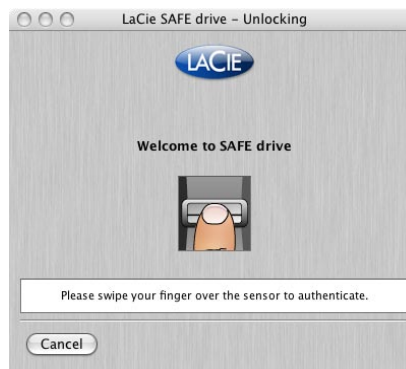 LaCie SAFE drive – Unlocking
LACIE
Welcome to SAFE drive
Please swipe your finger over the sensor to authenticate.
Cancel